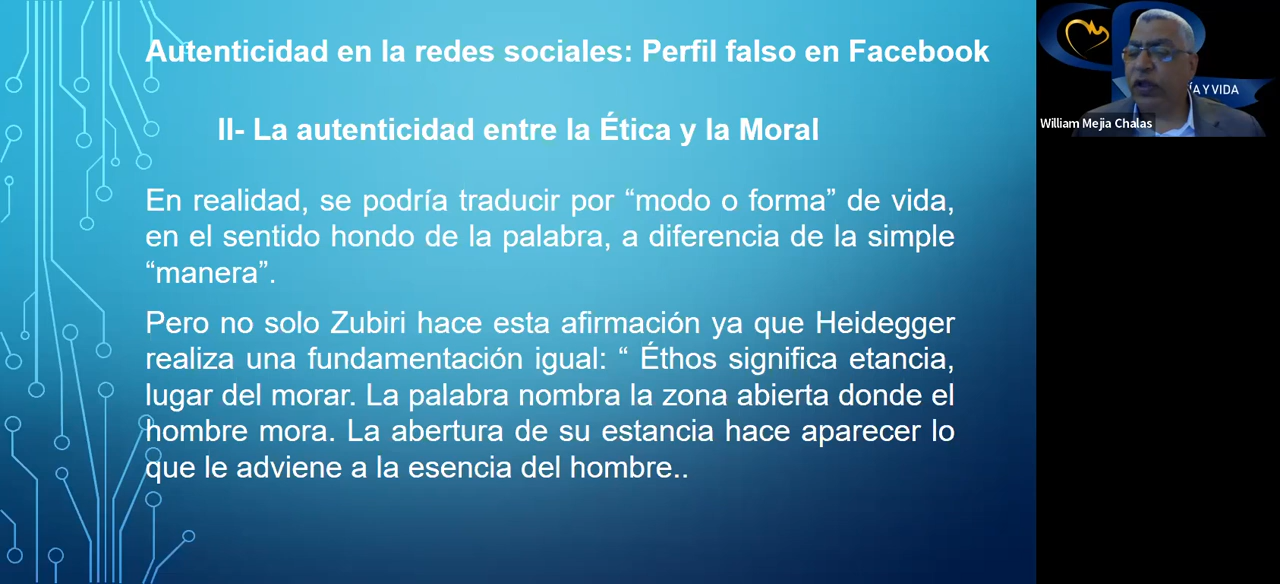 Autenticidad en la redes sociales: Perfil falso en Facebook
II- La autenticidad entre la Ética y la Moral
En realidad, se podría traducir por “modo o forma” de vida,
en el sentido hondo de la palabra, a diferencia de la simple
“manera”.
Pero no solo Zubiri hace esta afirmación ya que Heidegger
realiza una fundamentación igual: “ Éthos significa etancia,
lugar del morar. La palabra nombra la zona abierta donde el
hombre mora. La abertura de su estancia hace aparecer lo
que le adviene a la esencia del hombre..
ÍA Y VIDA
William Mejia Chalas